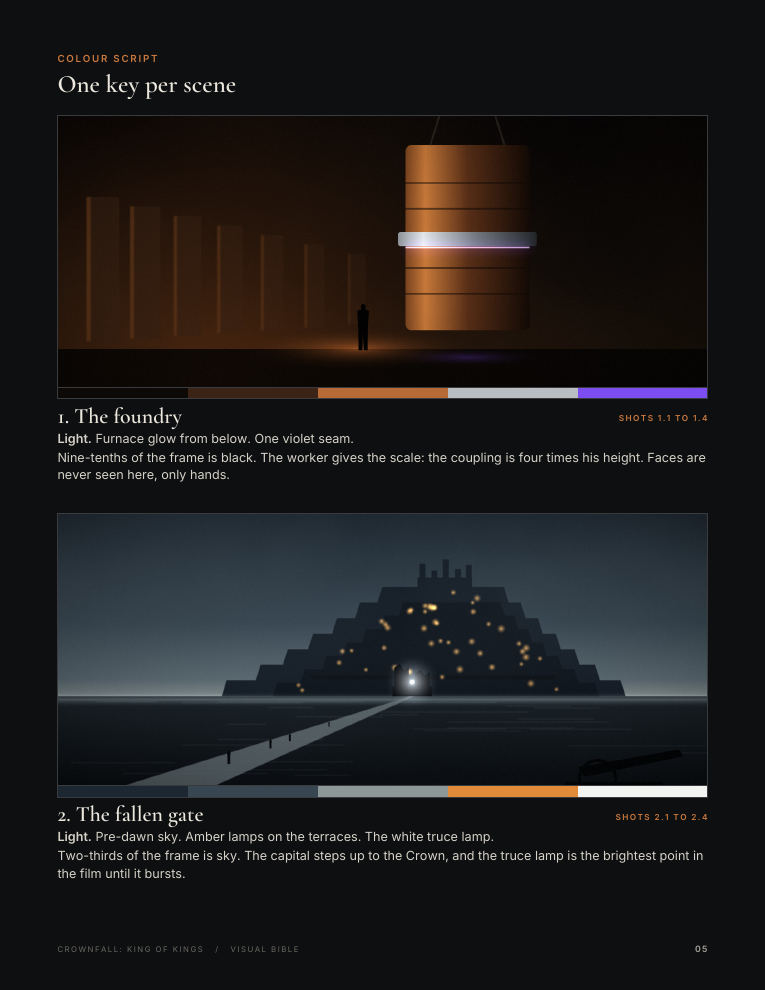 COLOUR SCRIPT
One key per scene
1. The foundry
SHOTS 1.1 TO 1.4
Light. Furnace glow from below. One violet seam.
Nine-tenths of the frame is black. The worker gives the scale: the coupling is four times his height. Faces are
never seen here, only hands.
2. The fallen gate
SHOTS 2.1 TO 2.4
Light. Pre-dawn sky. Amber lamps on the terraces. The white truce lamp.
Two-thirds of the frame is sky. The capital steps up to the Crown, and the truce lamp is the brightest point in
the film until it bursts.
CROWNFALL: KING OF KINGS / VISUAL BIBLE
05